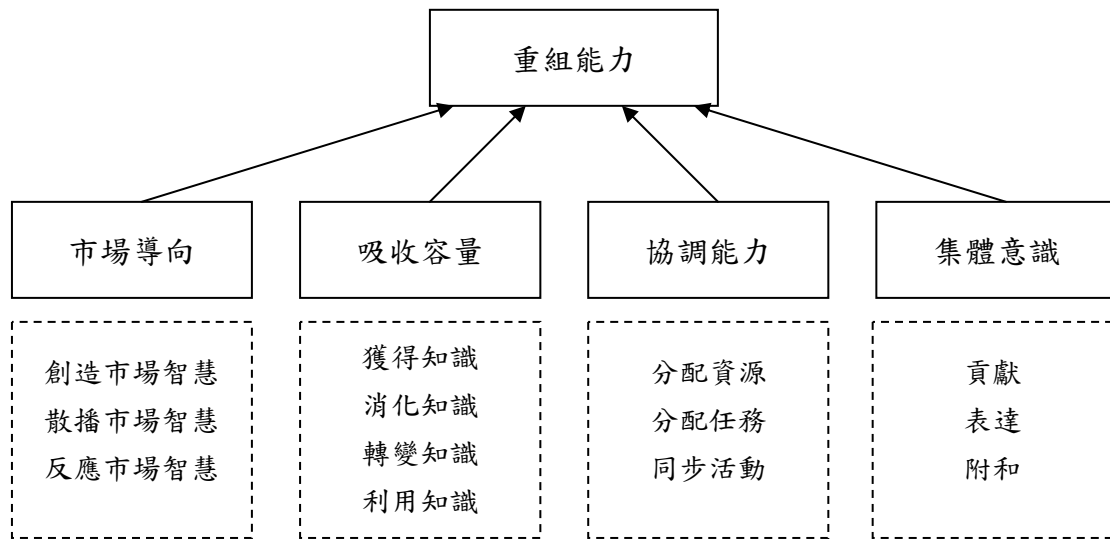 重組能力
市場導向
吸收容量
協調能力
集體意識
創造市場智慧
散播市場智慧
反應市場智慧
獲得知識
消化知識
轉變知識
利用知識
分配資源
分配任務
同步活動
貢獻
表達
附和